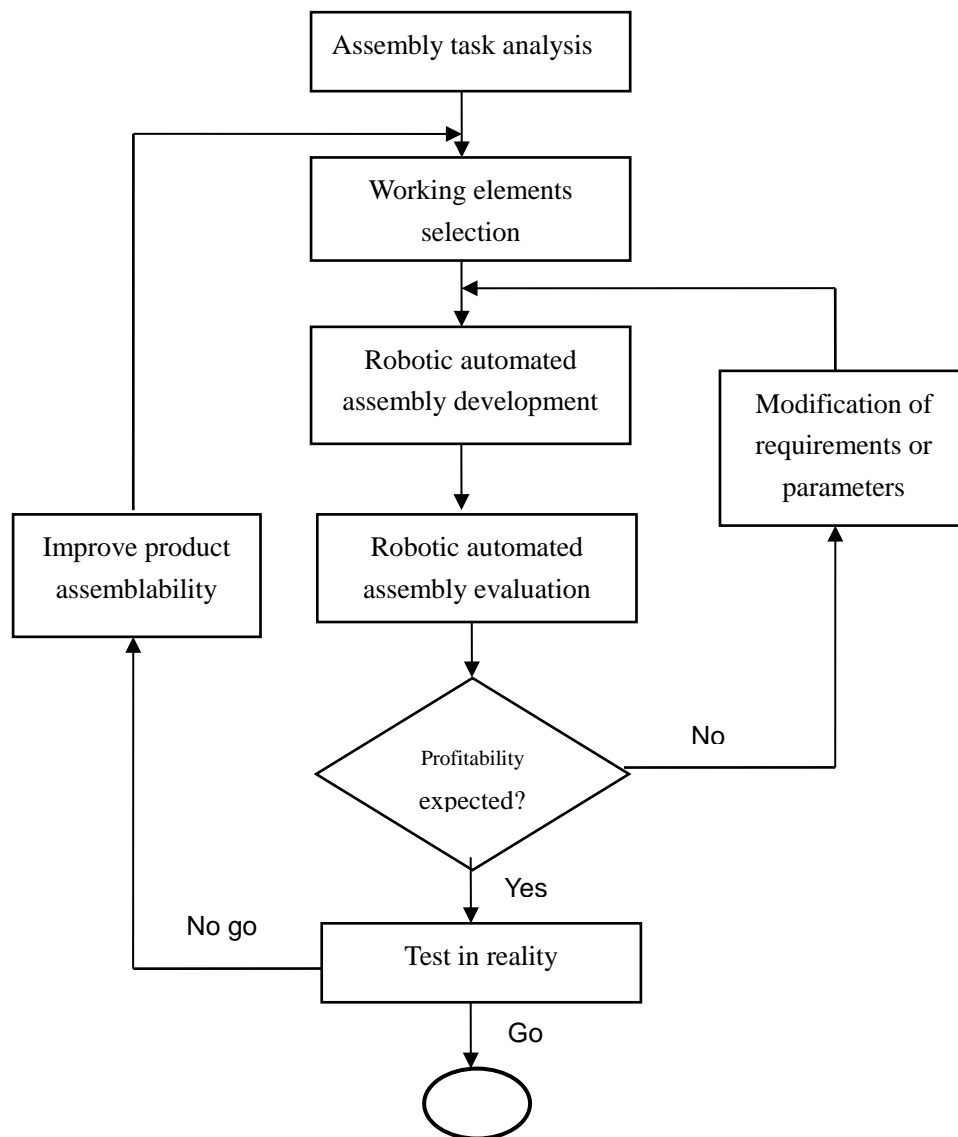 Assembly task analysis
Working elements
selection
Robotic automated
assembly development
Modification of
requirements or
parameters
Improve product
assemblability
Robotic automated
assembly evaluation
No
Profitability
expected?
Yes
No go
Test in reality
Go